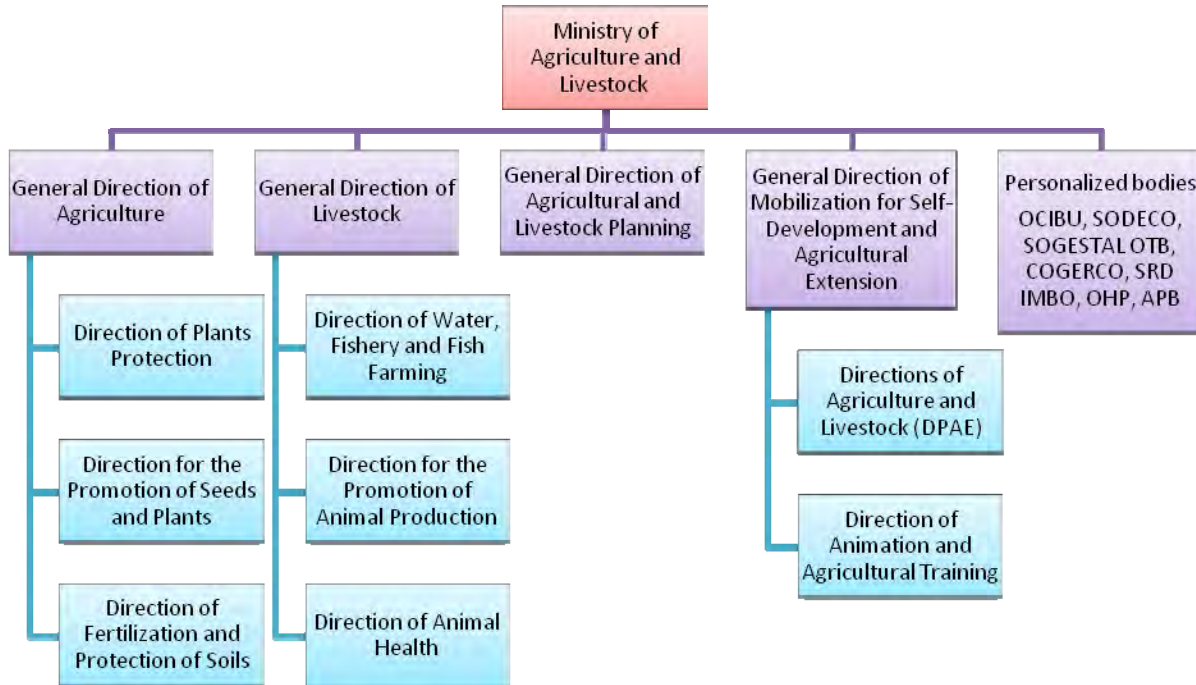 Ministry of
Agriculture and
Livestock
General Direction of
Agriculture
General Direction of
Livestock
General Direction of
Agricultural and
Livestock Planning
General Direction of
Mobilization for Self-
Development and
Agricultural
Extension
Personalized bodies
OCIBU, SODECO,
SOGESTAL OTB,
COGERCO, SRD
IMBO, OHP, APB
Direction of Plants
Protection
Direction for the
Promotion of Seeds
and Plants
Direction of
Fertilization and
Protection of Soils
Direction of Water,
Fishery and Fish
Farming
Direction for the
Promotion of
Animal Production
Direction of Animal
Health
Directions of
Agriculture and
Livestock (DPAE)
Direction of
Animation and
Agricultural Training